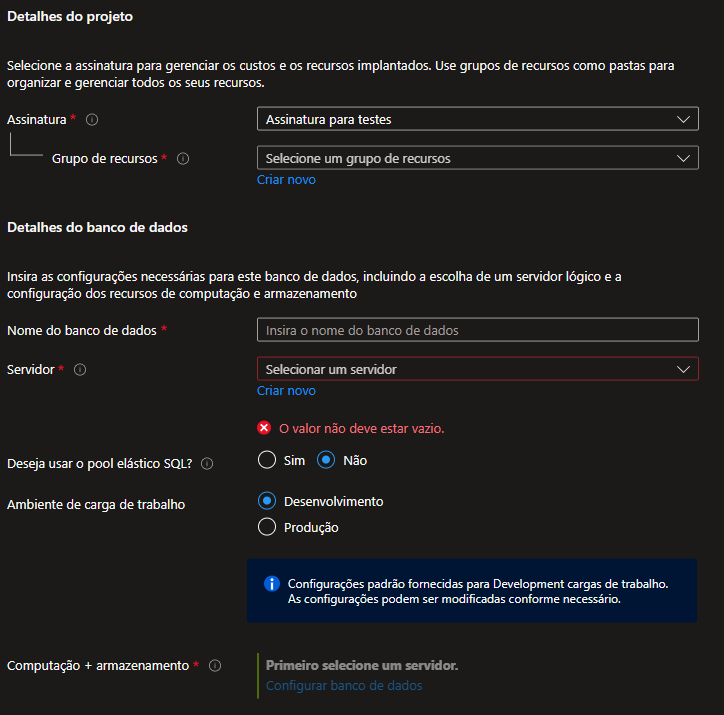 Detalhes do projeto
Selecione a assinatura para gerenciar os custos e os recursos implantados. Use grupos de recursos como pastas para
organizar e gerenciar todos os seus recursos.
Assinatura *
Assinatura para testes
Grupo de recursos *
Selecione um grupo de recursos
Criar novo
Detalhes do banco de dados
Insira as configurações necessárias para este banco de dados, incluindo a escolha de um servidor lógico e a
configuração dos recursos de computação e armazenamento
Nome do banco de dados *
Insira o nome do banco de dados
Servidor *
Selecionar um servidor
Criar novo
O valor não deve estar vazio.
Deseja usar o pool elástico SQL?
Sim
Não
Ambiente de carga de trabalho
Desenvolvimento
Produção
Configurações padrão fornecidas para Development cargas de trabalho.
As configurações podem ser modificadas conforme necessário.
Computação + armazenamento *
Primeiro selecione um servidor.
Configurar banco de dados